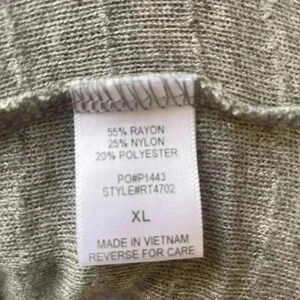 55% RAYON
25% NYLON
20% POLYESTER
PO#P1443
STYLE#RT4702
XL
MADE IN VIETNAM
REVERSE FOR CARE